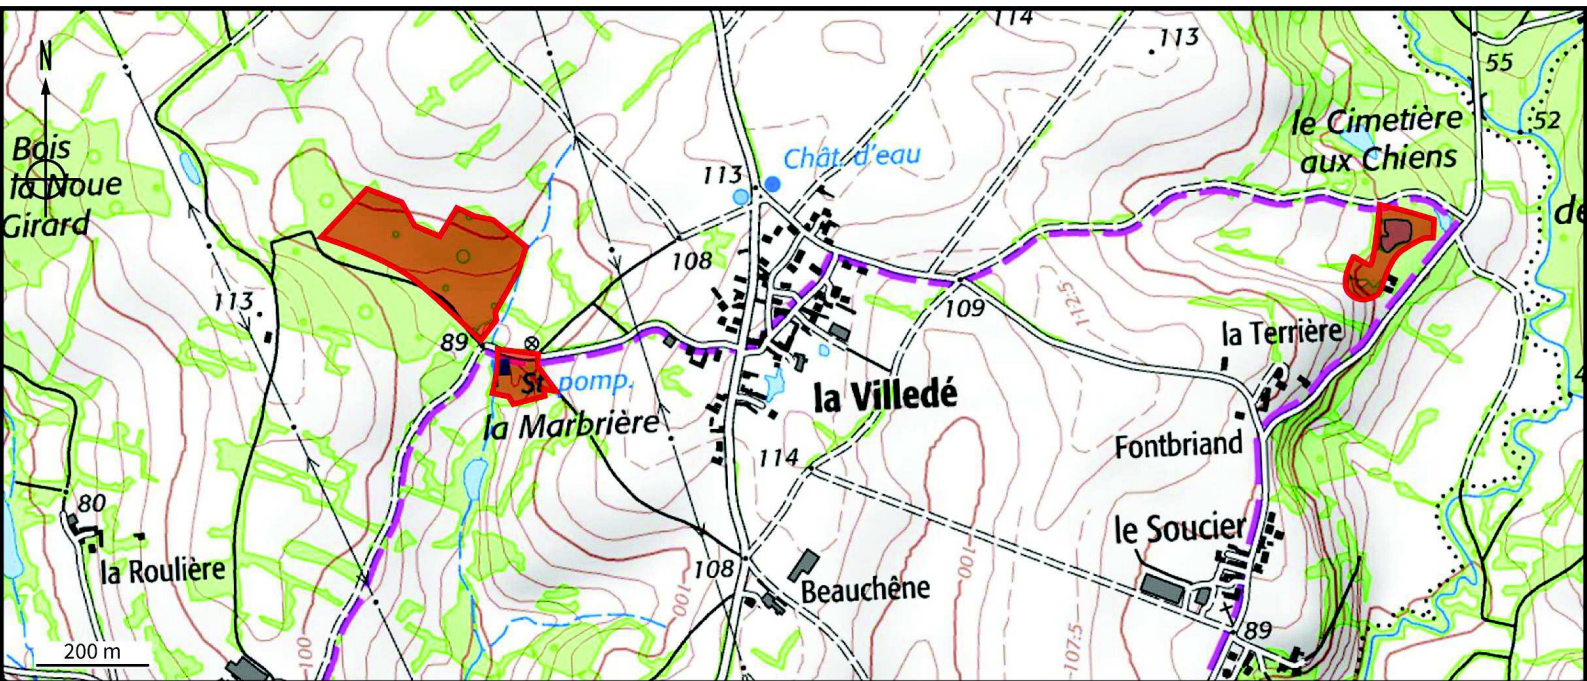 114
113
N
55
le Cimetière
aux Chiens
52
Bois
la Noue
Girard
Chât. d'eau
113
de
108
113
109
112.5
89
la Terrière
St. pomp.
la Villedé
la Marbrière
Fontbriand
114
80
le Soucier
100
la Roulière
108
Beauchêne
100
100
107.5
89
200 m